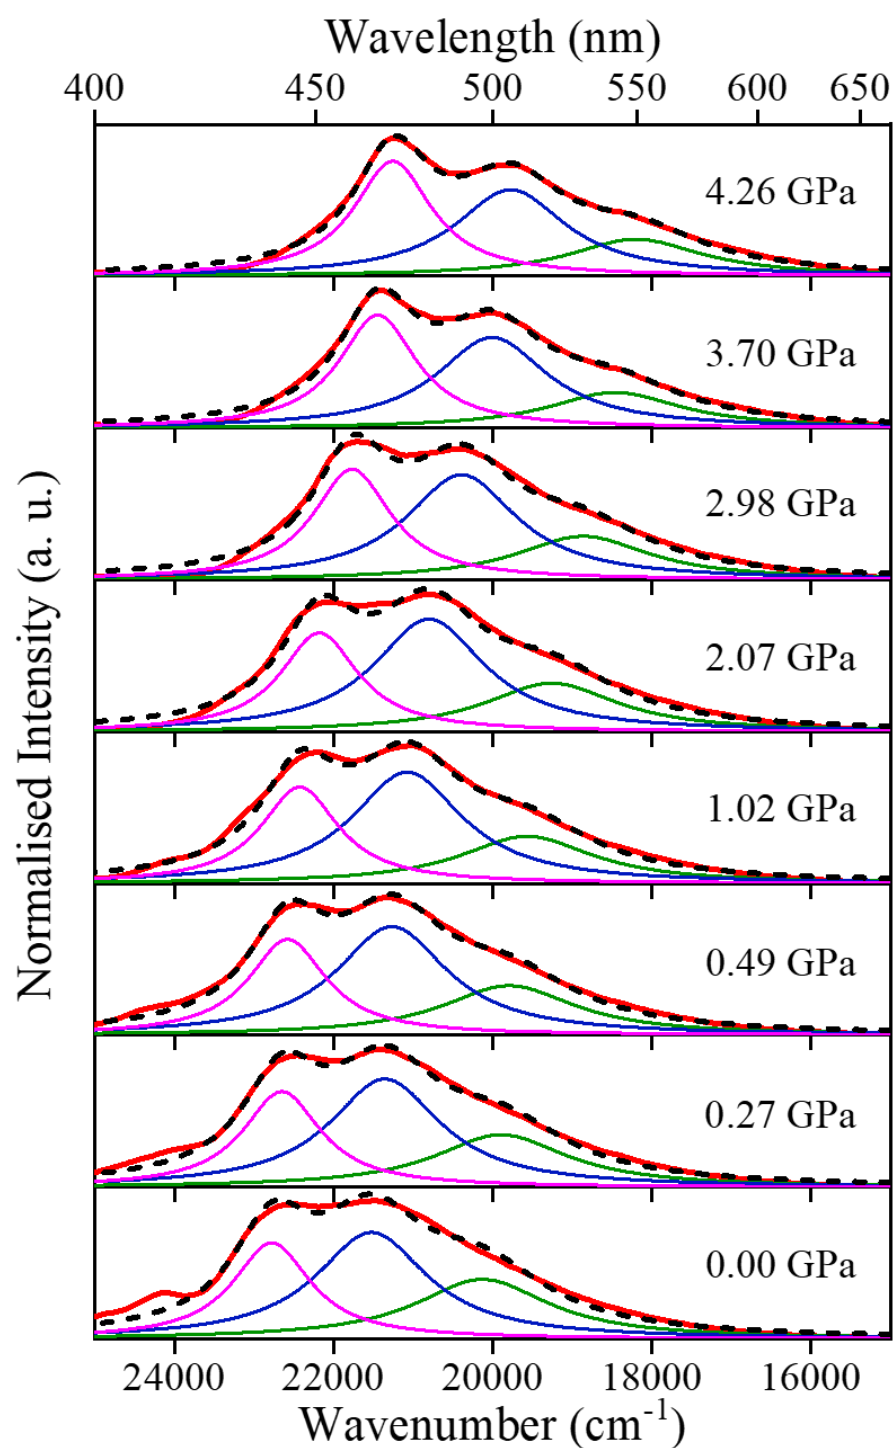 Wavelength (nm)
400 450 500 550 600 650
4.26 GPa
3.70 GPa
2.98 GPa
2.07 GPa
1.02 GPa
0.49 GPa
0.27 GPa
0.00 GPa
Normalised Intensity (a. u.)
24000 22000 20000 18000 16000
Wavenumber (cm⁻¹)